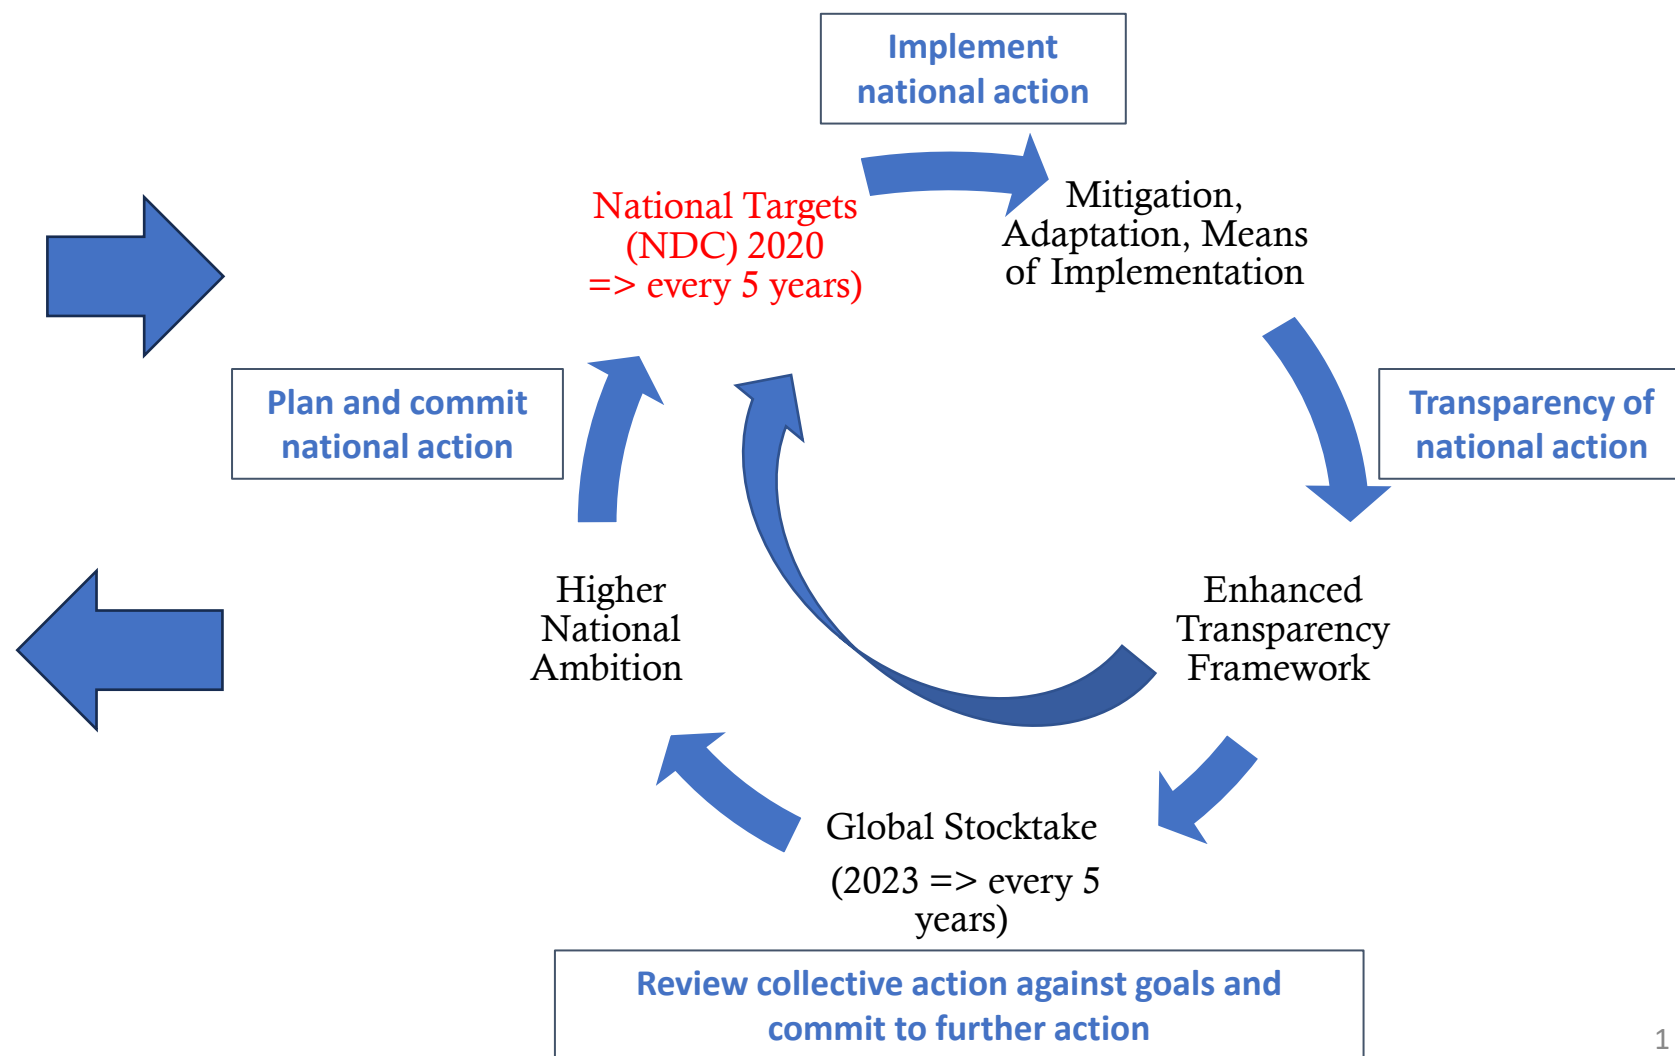 Implement
national action
National Targets
(NDC) 2020
=> every 5 years)
Mitigation,
Adaptation, Means
of Implementation
Plan and commit
national action
Transparency of
national action
Higher
National
Ambition
Enhanced
Transparency
Framework
Global Stocktake
(2023 => every 5
years)
Review collective action against goals and
commit to further action
1